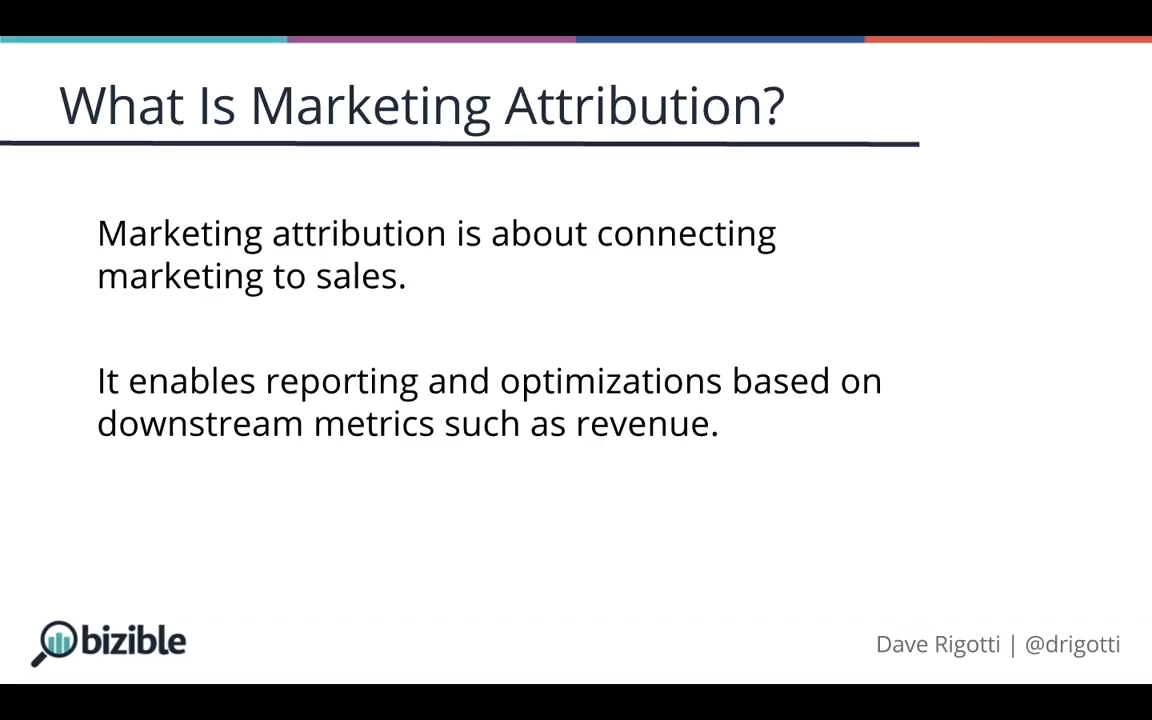 What Is Marketing Attribution?
Marketing attribution is about connecting
marketing to sales.
It enables reporting and optimizations based on
downstream metrics such as revenue.
bizible
Dave Rigotti | @drigotti